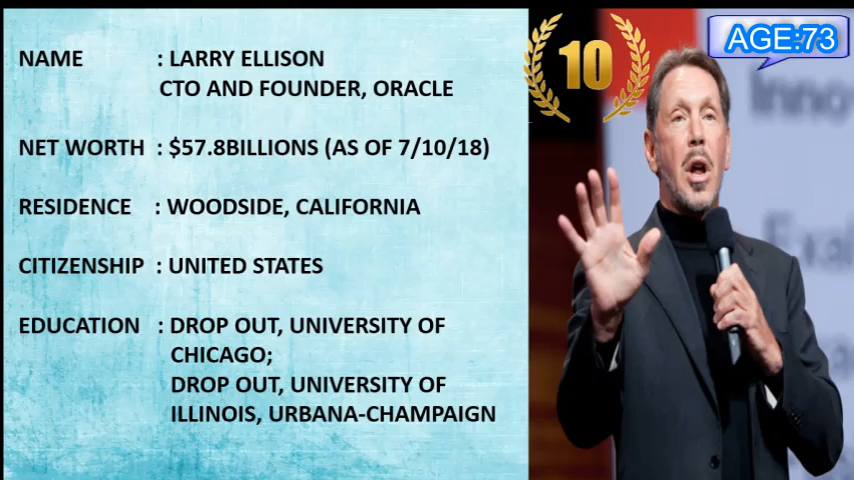 NAME : LARRY ELLISON
CTO AND FOUNDER, ORACLE
NET WORTH : $57.8BILLIONS (AS OF 7/10/18)
RESIDENCE : WOODSIDE, CALIFORNIA
CITIZENSHIP : UNITED STATES
EDUCATION : DROP OUT, UNIVERSITY OF
CHICAGO;
DROP OUT, UNIVERSITY OF
ILLINOIS, URBANA-CHAMPAIGN
10
AGE:73